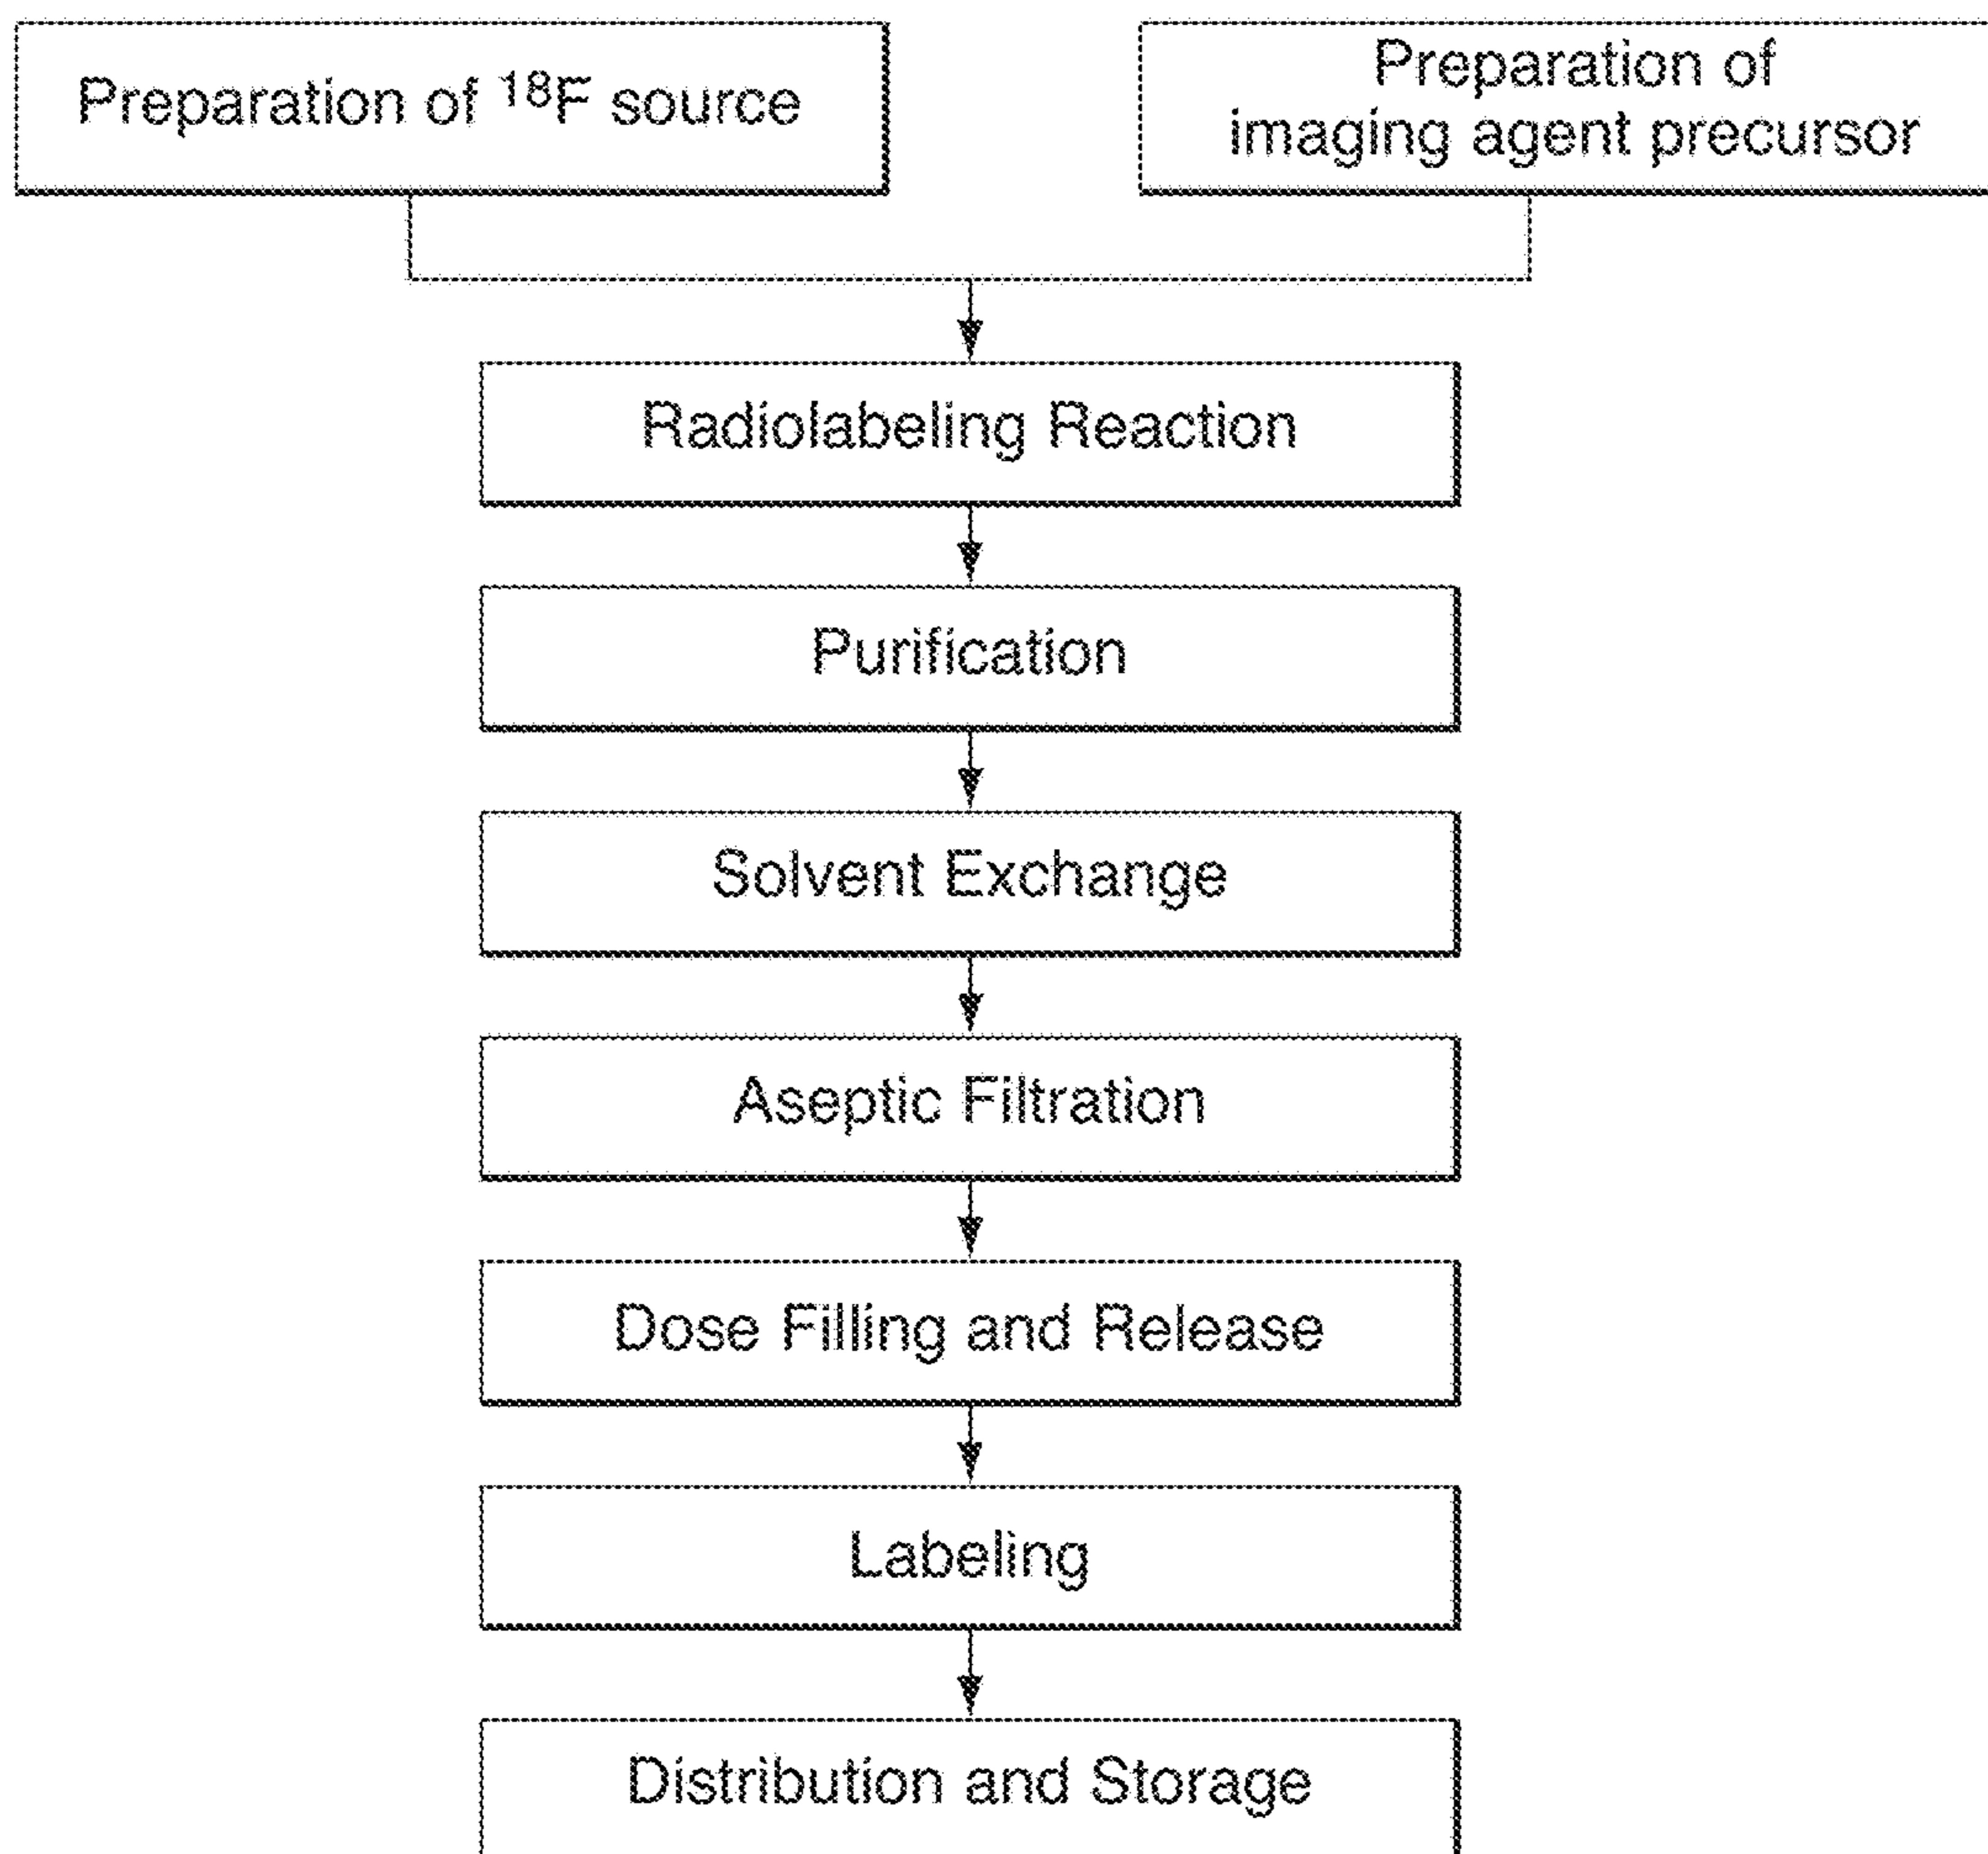 Preparation of ¹⁸F source
Preparation of
imaging agent precursor
Radiolabeling Reaction
Purification
Solvent Exchange
Aseptic Filtration
Dose Filling and Release
Labeling
Distribution and Storage